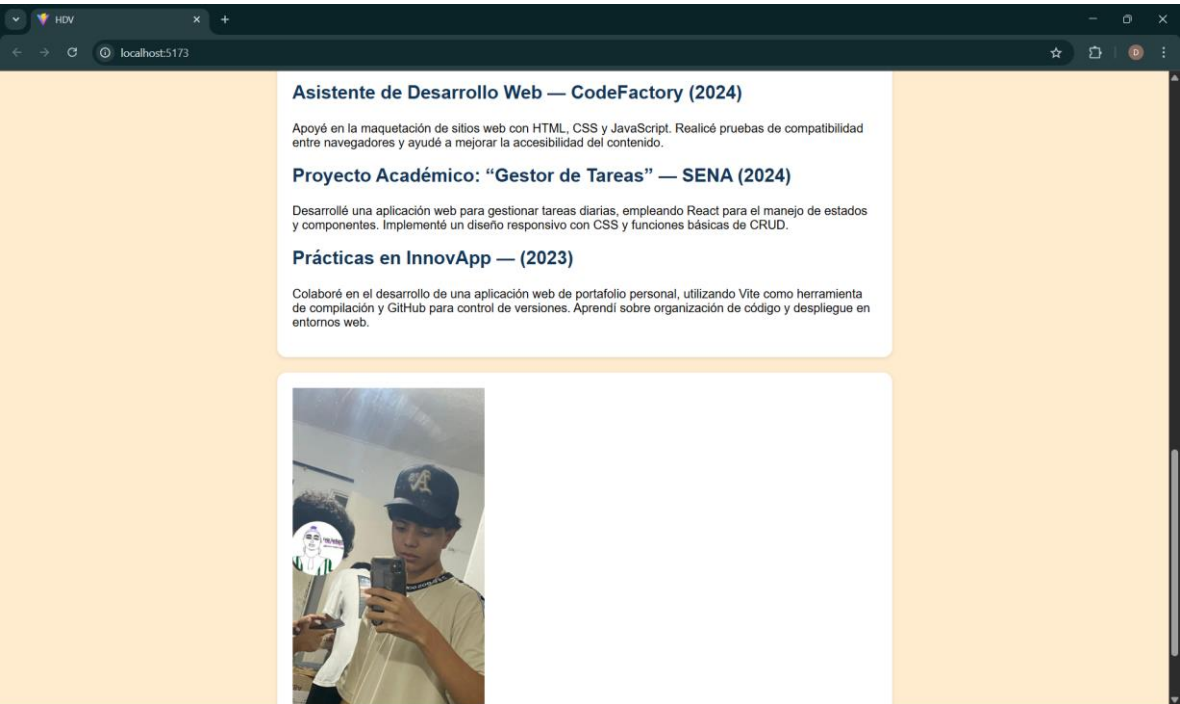 HDV
localhost:5173
D
Asistente de Desarrollo Web — CodeFactory (2024)
Apoyé en la maquetación de sitios web con HTML, CSS y JavaScript. Realicé pruebas de compatibilidad
entre navegadores y ayudé a mejorar la accesibilidad del contenido.
Proyecto Académico: “Gestor de Tareas” — SENA (2024)
Desarrollé una aplicación web para gestionar tareas diarias, empleando React para el manejo de estados
y componentes. Implementé un diseño responsivo con CSS y funciones básicas de CRUD.
Prácticas en InnovApp — (2023)
Colaboré en el desarrollo de una aplicación web de portafolio personal, utilizando Vite como herramienta
de compilación y GitHub para control de versiones. Aprendí sobre organización de código y despliegue en
entornos web.
A